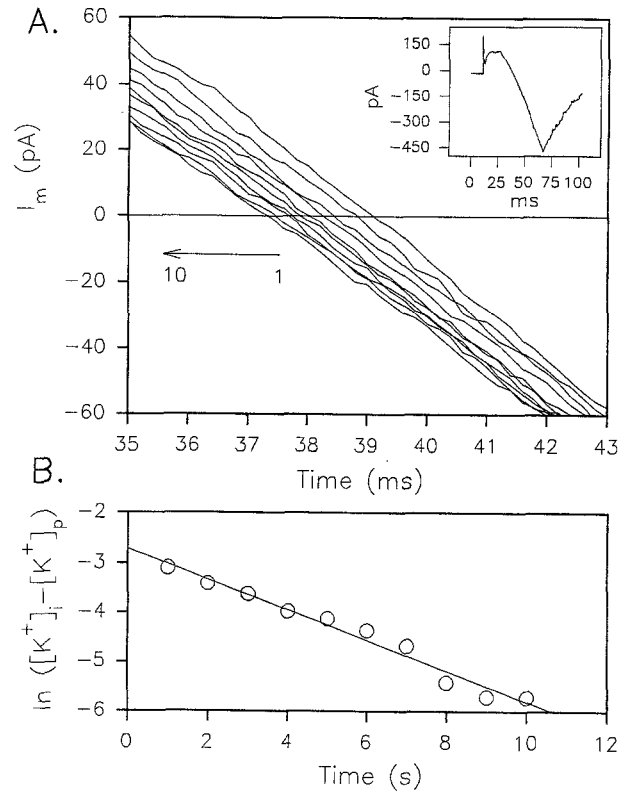 A.
60
40
20
0
−20
−40
−60
I_m (pA)
150
0
−150
−300
−450
pA
0 25 50 75 100
ms
10 1
35 36 37 38 39 40 41 42 43
Time (ms)
B.
−2
−3
−4
−5
−6
ln ([K⁺]ᵢ−[K⁺]ₚ)
0 2 4 6 8 10 12
Time (s)